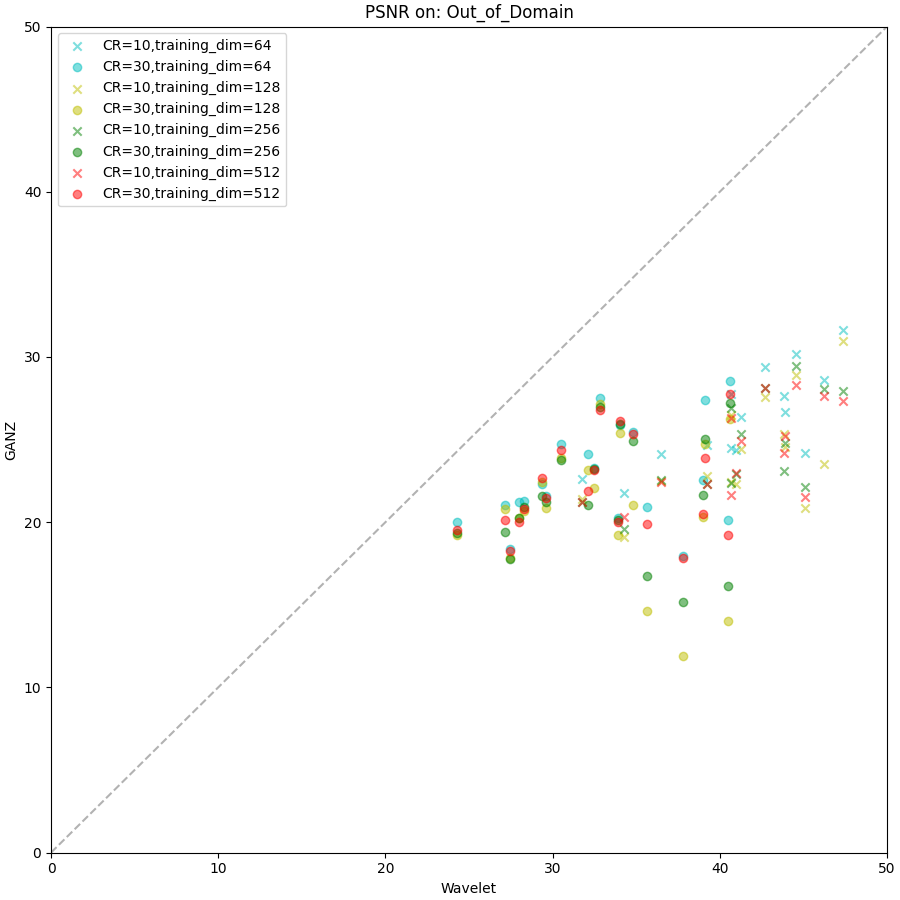 PSNR on: Out_of_Domain
CR=10,training_dim=64
CR=30,training_dim=64
CR=10,training_dim=128
CR=30,training_dim=128
CR=10,training_dim=256
CR=30,training_dim=256
CR=10,training_dim=512
CR=30,training_dim=512
50
40
30
20
10
0
GANZ
0 10 20 30 40 50
Wavelet